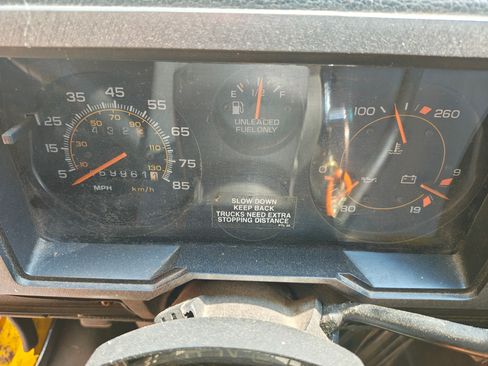 5 15 25 35 45 55 65 75 85
10 30 50 70 90 110 130
MPH km/h
E 1/2 F
UNLEADED
FUEL ONLY
SLOW DOWN
KEEP BACK
TRUCKS NEED EXTRA
STOPPING DISTANCE
100 260
0 80
9 19